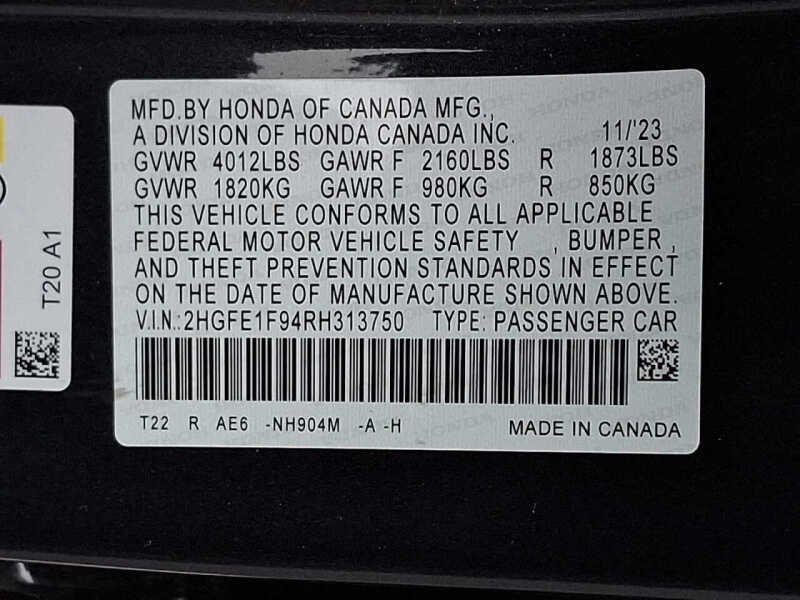 MFD.BY HONDA OF CANADA MFG.,
A DIVISION OF HONDA CANADA INC. 11/'23
GVWR 4012LBS GAWR F 2160LBS R 1873LBS
GVWR 1820KG GAWR F 980KG R 850KG
THIS VEHICLE CONFORMS TO ALL APPLICABLE
FEDERAL MOTOR VEHICLE SAFETY , BUMPER ,
AND THEFT PREVENTION STANDARDS IN EFFECT
ON THE DATE OF MANUFACTURE SHOWN ABOVE.
V.I.N.:2HGFE1F94RH313750 TYPE: PASSENGER CAR
T22 R AE6 -NH904M -A -H MADE IN CANADA
T20 A1